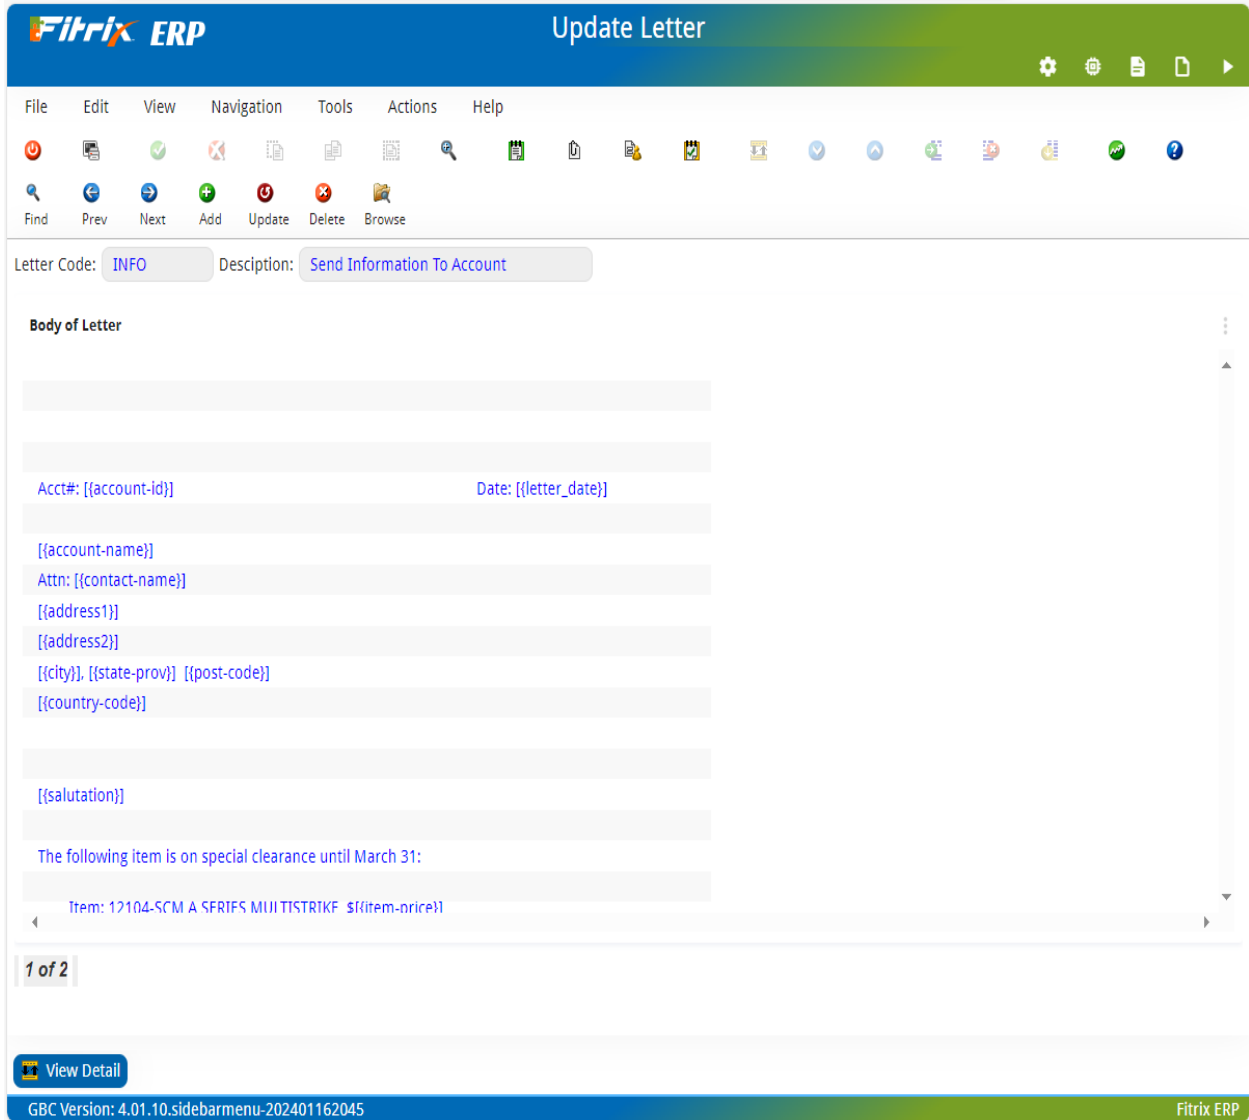 Fitrix ERP
Update Letter
File Edit View Navigation Tools Actions Help
Find Prev Next Add Update Delete Browse
Letter Code: INFO Desciption: Send Information To Account
Body of Letter
Acct#: [{account-id}] Date: [{letter_date}]
[{account-name}]
Attn: [{contact-name}]
[{address1}]
[{address2}]
[{city}], [{state-prov}] [{post-code}]
[{country-code}]
[{salutation}]
The following item is on special clearance until March 31:
Item: 12104-SCM A SERIES MULTISTRIKE $[{item-price}]
1 of 2
View Detail
GBC Version: 4.01.10.sidebarmenu-202401162045 Fitrix ERP